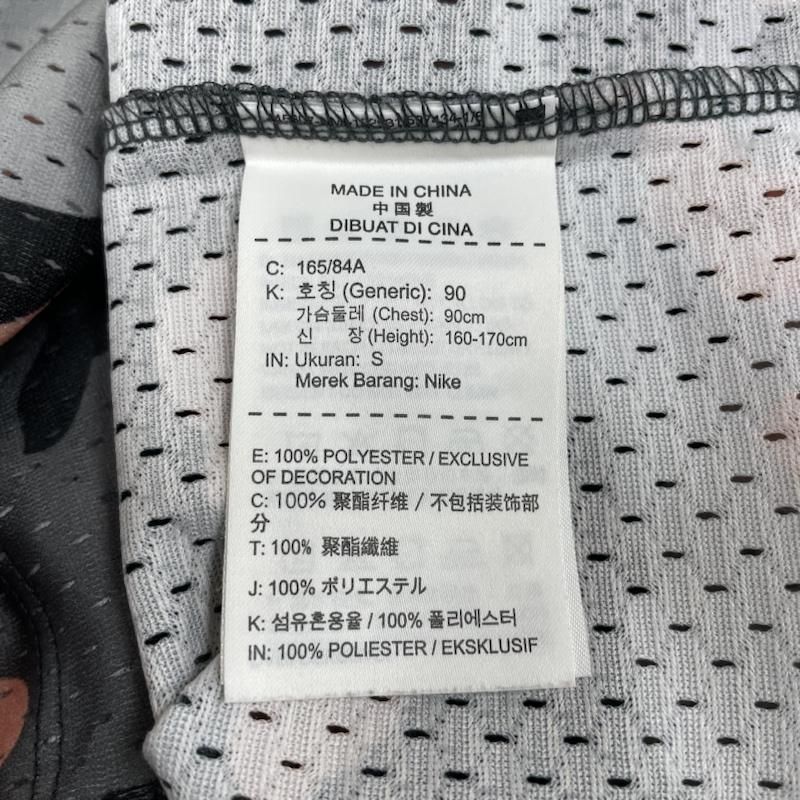 MADE IN CHINA
中国製
DIBUAT DI CINA
C: 165/84A
K: 호칭 (Generic): 90
가슴둘레 (Chest): 90cm
신 장 (Height): 160-170cm
IN: Ukuran: S
Merek Barang: Nike
E: 100% POLYESTER / EXCLUSIVE
OF DECORATION
C: 100% 聚酯纤维 / 不包括装饰部
分
T: 100% 聚酯纖維
J: 100% ポリエステル
K: 섬유혼용율 / 100% 폴리에스터
IN: 100% POLIESTER / EKSKLUSIF